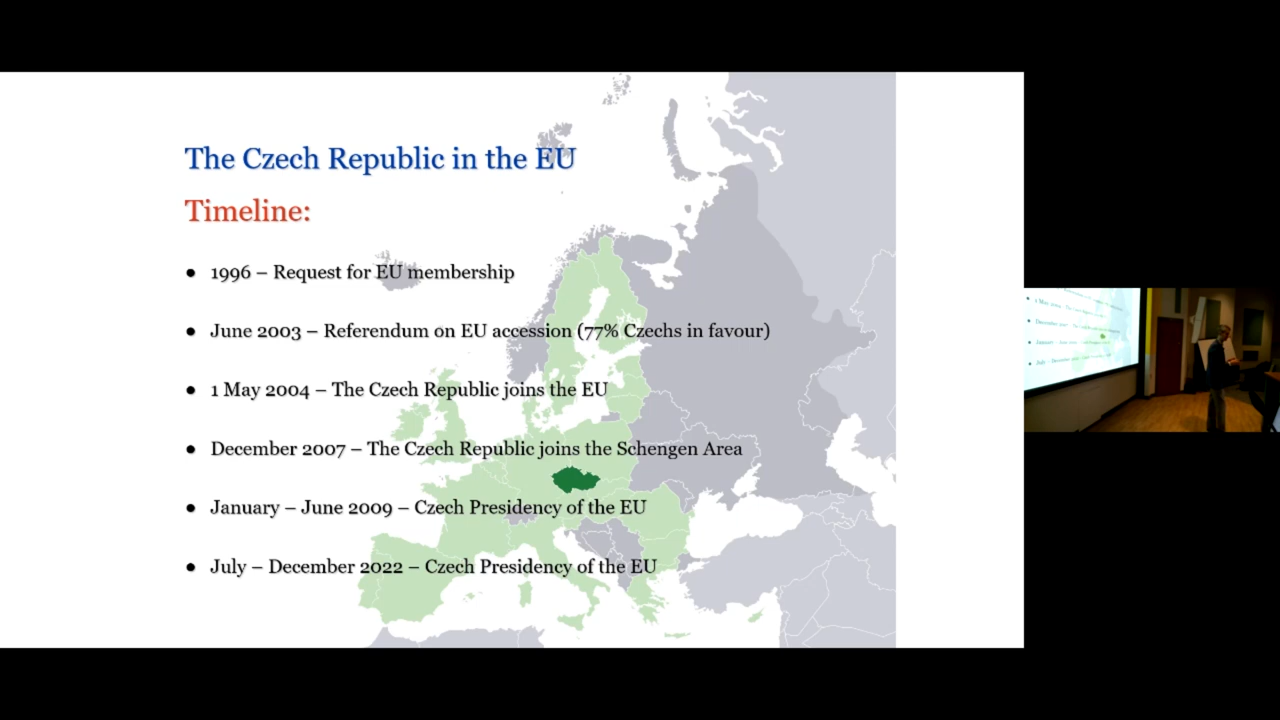 The Czech Republic in the EU
Timeline:
● 1996 – Request for EU membership
● June 2003 – Referendum on EU accession (77% Czechs in favour)
● 1 May 2004 – The Czech Republic joins the EU
● December 2007 – The Czech Republic joins the Schengen Area
● January – June 2009 – Czech Presidency of the EU
● July – December 2022 – Czech Presidency of the EU